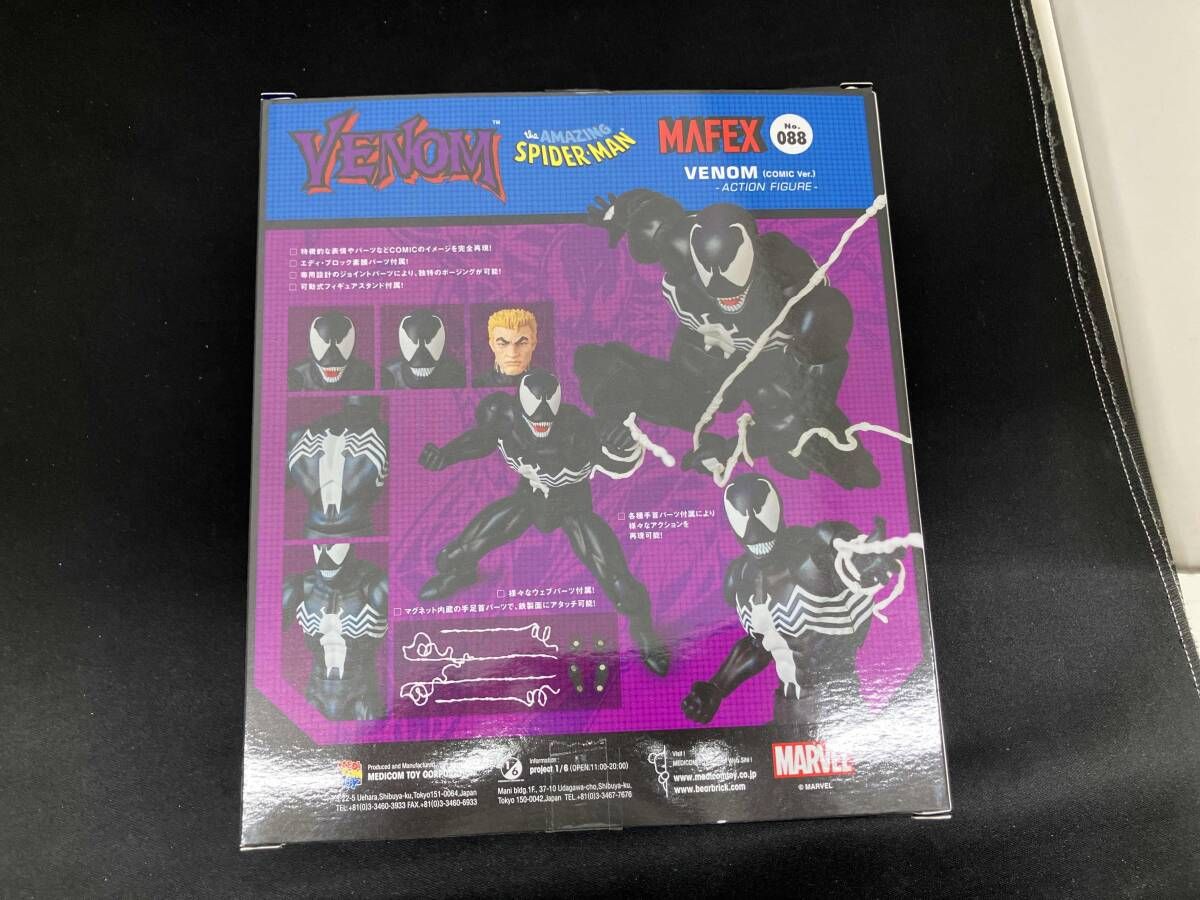 VENOM™
the AMAZING
SPIDER-MAN
MAFEX
No.
088
VENOM (COMIC Ver.)
- ACTION FIGURE -
□ 特徴的な表情やパーツなどCOMICのイメージを完全再現!
□ エディ・ブロック素顔パーツ付属!
□ 専用設計のジョイントパーツにより、独特のポージングが可能!
□ 可動式フィギュアスタンド付属!
□ 各種手首パーツ付属により
様々なアクションを
再現可能!
□ 様々なウェブパーツ付属!
□ マグネット内蔵の手足首パーツで、鉄製面にアタッチ可能!
Produced and Manufactured
MEDICOM TOY
22-5 Uehara,Shibuya-ku,Tokyo151-0064,Japan
TEL:+81(0)3-3460-3933 FAX:+81(0)3-3460-6933
1/6
Information :
project 1/6 (OPEN:11:00-20:00)
Mani bldg.1F, 37-10 Udagawa-cho,Shibuya-ku,
Tokyo 150-0042,Japan TEL:+81(0)3-3467-7676
Visit !
MEDICOM Web Site !
www.medicomtoy.co.jp
www.bearbrick.com
MARVEL
© MARVEL